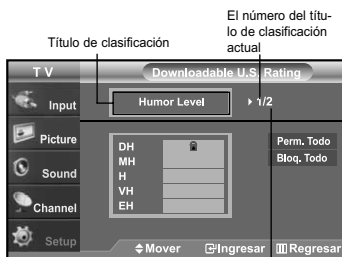 El número del títu-
lo de clasificación
actual
Título de clasificación
T V
Downloadable U.S. Rating
Input
Humor Level
1/2
Picture
DH
Perm. Todo
MH
Bloq. Todo
Sound
H
VH
Channel
EH
Setup
Mover
Ingresar
Regresar